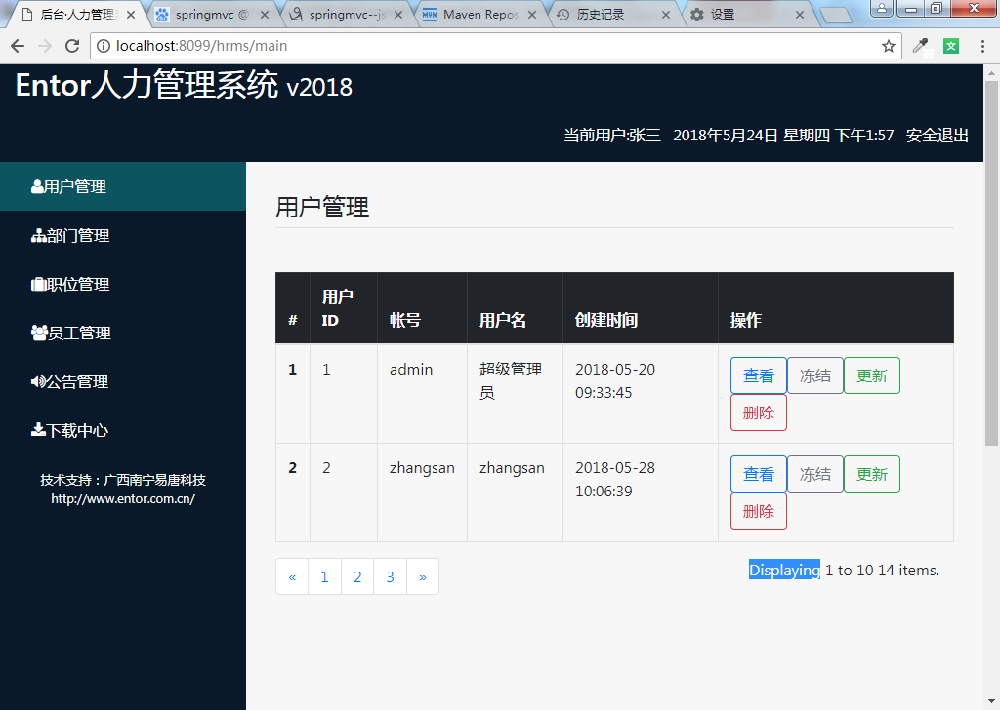 后台·人力管理
springmvc @
springmvc--js
Maven Repos
历史记录
设置
localhost:8099/hrms/main
文
Entor人力管理系统 v2018
当前用户:张三 2018年5月24日 星期四 下午1:57 安全退出
用户管理
部门管理
职位管理
员工管理
公告管理
下载中心
技术支持：广西南宁易唐科技
http://www.entor.com.cn/
用户管理
# 用户ID 帐号 用户名 创建时间 操作
1 1 admin 超级管理员 2018-05-20 09:33:45 查看 冻结 更新 删除
2 2 zhangsan zhangsan 2018-05-28 10:06:39 查看 冻结 更新 删除
« 1 2 3 »
Displaying 1 to 10 14 items.